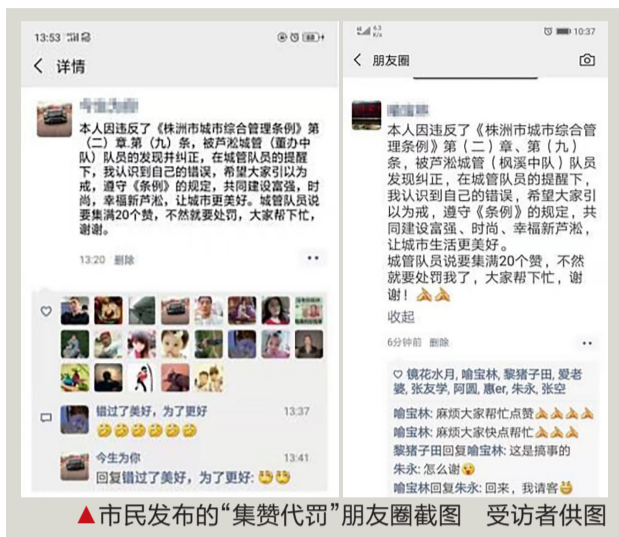 13:53
详情
今生为你
本人因违反了《株洲市城市综合管理条例》第
（二）章.第（九）条，被芦淞城管（董办中
队）队员的发现并纠正，在城管队员的提醒
下，我认识到自己的错误，希望大家引以为
戒，遵守《条例》的规定，共同建设富强，时
尚，幸福新芦淞，让城市更美好。城管队员说
要集满20个赞，不然就要处罚，大家帮下忙，
谢谢。
13:20 删除
错过了美好，为了更好 13:37
今生为你 13:41
回复错过了美好，为了更好:
10:37
朋友圈
喻宝林
本人因违反了《株洲市城市综合管
理条例》第（二）章、第（九）
条，被芦淞城管（枫溪中队）队员
发现纠正，在城管队员的提醒下，
我认识到自己的错误，希望大家引
以为戒，遵守《条例》的规定，共
同建设富强、时尚、幸福新芦淞，
让城市生活更美好。
城管队员说要集满20个赞，不然
就要处罚我了，大家帮下忙，谢
谢！
收起
6分钟前 删除
镜花水月, 喻宝林, 黎猪子田, 爱老
婆, 张友学, 阿圆, 惠er, 朱永, 张空
喻宝林: 麻烦大家帮忙点赞
喻宝林: 麻烦大家快点帮忙
黎猪子田回复喻宝林: 这是搞事的
朱永: 怎么谢
喻宝林回复朱永: 回来，我请客
▲市民发布的“集赞代罚”朋友圈截图 受访者供图